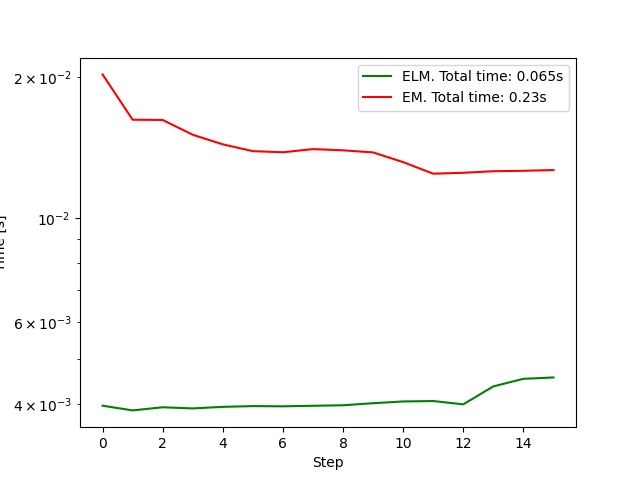 ELM. Total time: 0.065s
EM. Total time: 0.23s
2 × 10⁻²
10⁻²
6 × 10⁻³
4 × 10⁻³
0 2 4 6 8 10 12 14
Step